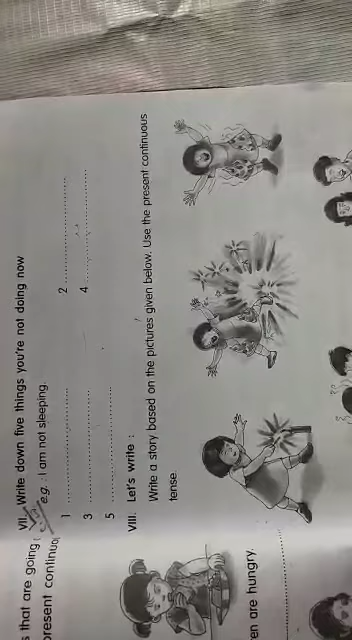 s that are going
present continuo
VII. Write down five things you're not doing now
e.g. : I am not sleeping.
1 .................... 2 ....................
3 .................... 4 ....................
5 ....................
VIII. Let's write :
Write a story based on the pictures given below. Use the present continuous
tense.
en are hungry.